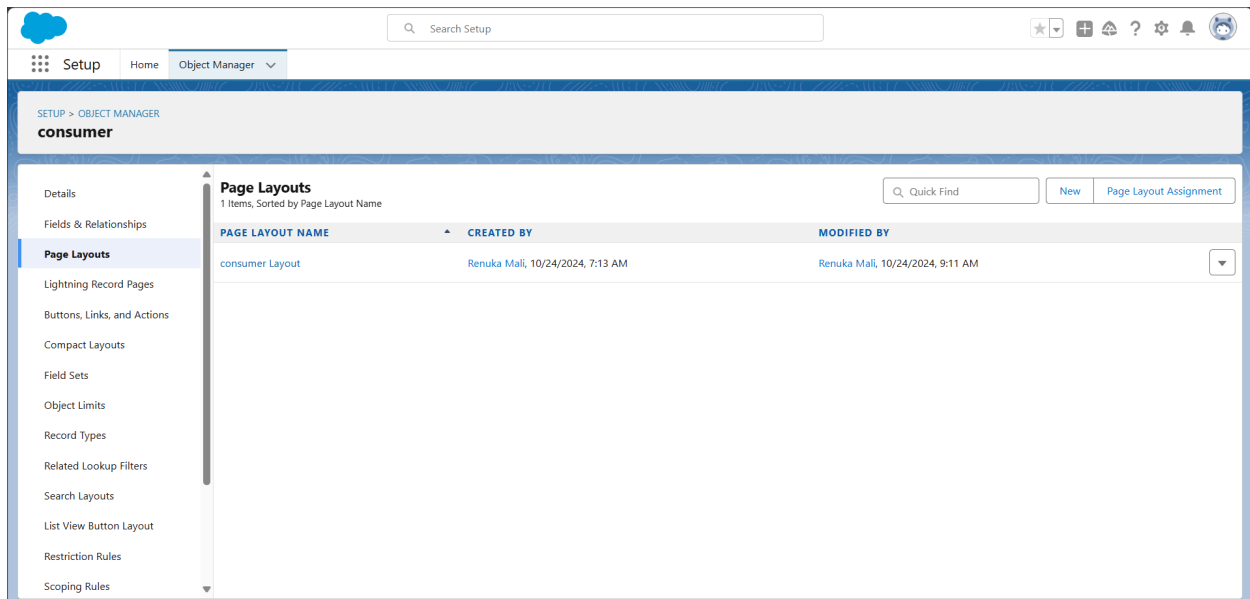 Search Setup
Setup
Home
Object Manager
SETUP > OBJECT MANAGER
consumer
Details
Fields & Relationships
Page Layouts
Lightning Record Pages
Buttons, Links, and Actions
Compact Layouts
Field Sets
Object Limits
Record Types
Related Lookup Filters
Search Layouts
List View Button Layout
Restriction Rules
Scoping Rules
Page Layouts
1 Items, Sorted by Page Layout Name
Quick Find
New
Page Layout Assignment
PAGE LAYOUT NAME CREATED BY MODIFIED BY
consumer Layout Renuka Mali, 10/24/2024, 7:13 AM Renuka Mali, 10/24/2024, 9:11 AM